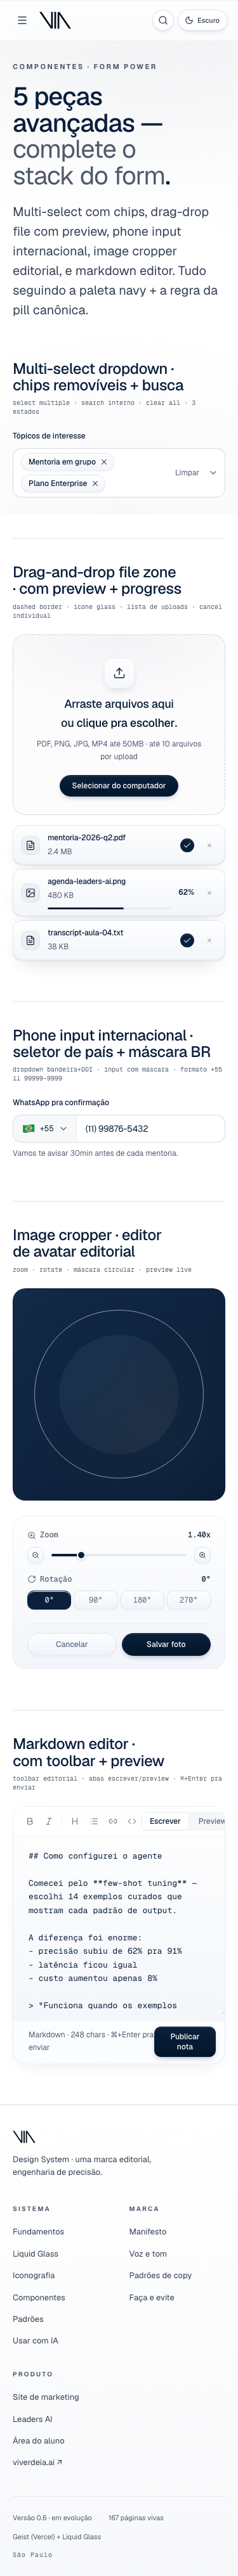 VIA
Escuro
COMPONENTES · FORM POWER
5 peças
avançadas —
complete o
stack do form.
Multi-select com chips, drag-drop
file com preview, phone input
internacional, image cropper
editorial, e markdown editor. Tudo
seguindo a paleta navy + a regra da
pill canônica.
Multi-select dropdown ·
chips removíveis + busca
select multiple · search interno · clear all · 3
estados
Tópicos de interesse
Mentoria em grupo
Plano Enterprise
Limpar
Drag-and-drop file zone
· com preview + progress
dashed border · icone glass · lista de uploads · cancel
individual
Arraste arquivos aqui
ou clique pra escolher.
PDF, PNG, JPG, MP4 até 50MB · até 10 arquivos
por upload
Selecionar do computador
mentoria-2026-q2.pdf
2.4 MB
agenda-leaders-ai.png
480 KB
62%
transcript-aula-04.txt
38 KB
Phone input internacional ·
seletor de país + máscara BR
dropdown bandeira+DDI · input com máscara · formato +55
11 99999-9999
WhatsApp pra confirmação
+55
(11) 99876-5432
Vamos te avisar 30min antes de cada mentoria.
Image cropper · editor
de avatar editorial
zoom · rotate · máscara circular · preview live
Zoom
1.40x
Rotação
0°
0°
90°
180°
270°
Cancelar
Salvar foto
Markdown editor ·
com toolbar + preview
toolbar editorial · abas escrever/preview · ⌘+Enter pra
enviar
B I H
Escrever
Preview
## Como configurei o agente
Comecei pelo **few-shot tuning** —
escolhi 14 exemplos curados que
mostram cada padrão de output.
A diferença foi enorme:
- precisão subiu de 62% pra 91%
- latência ficou igual
- custo aumentou apenas 8%
> "Funciona quando os exemplos
Markdown · 248 chars · ⌘+Enter pra
enviar
Publicar
nota
VIA
Design System · uma marca editorial,
engenharia de precisão.
SISTEMA
Fundamentos
Liquid Glass
Iconografia
Componentes
Padrões
Usar com IA
MARCA
Manifesto
Voz e tom
Padrões de copy
Faça e evite
PRODUTO
Site de marketing
Leaders AI
Área do aluno
viverdeia.ai ↗
Versão 0.6 · em evolução
167 páginas vivas
Geist (Vercel) + Liquid Glass
São Paulo